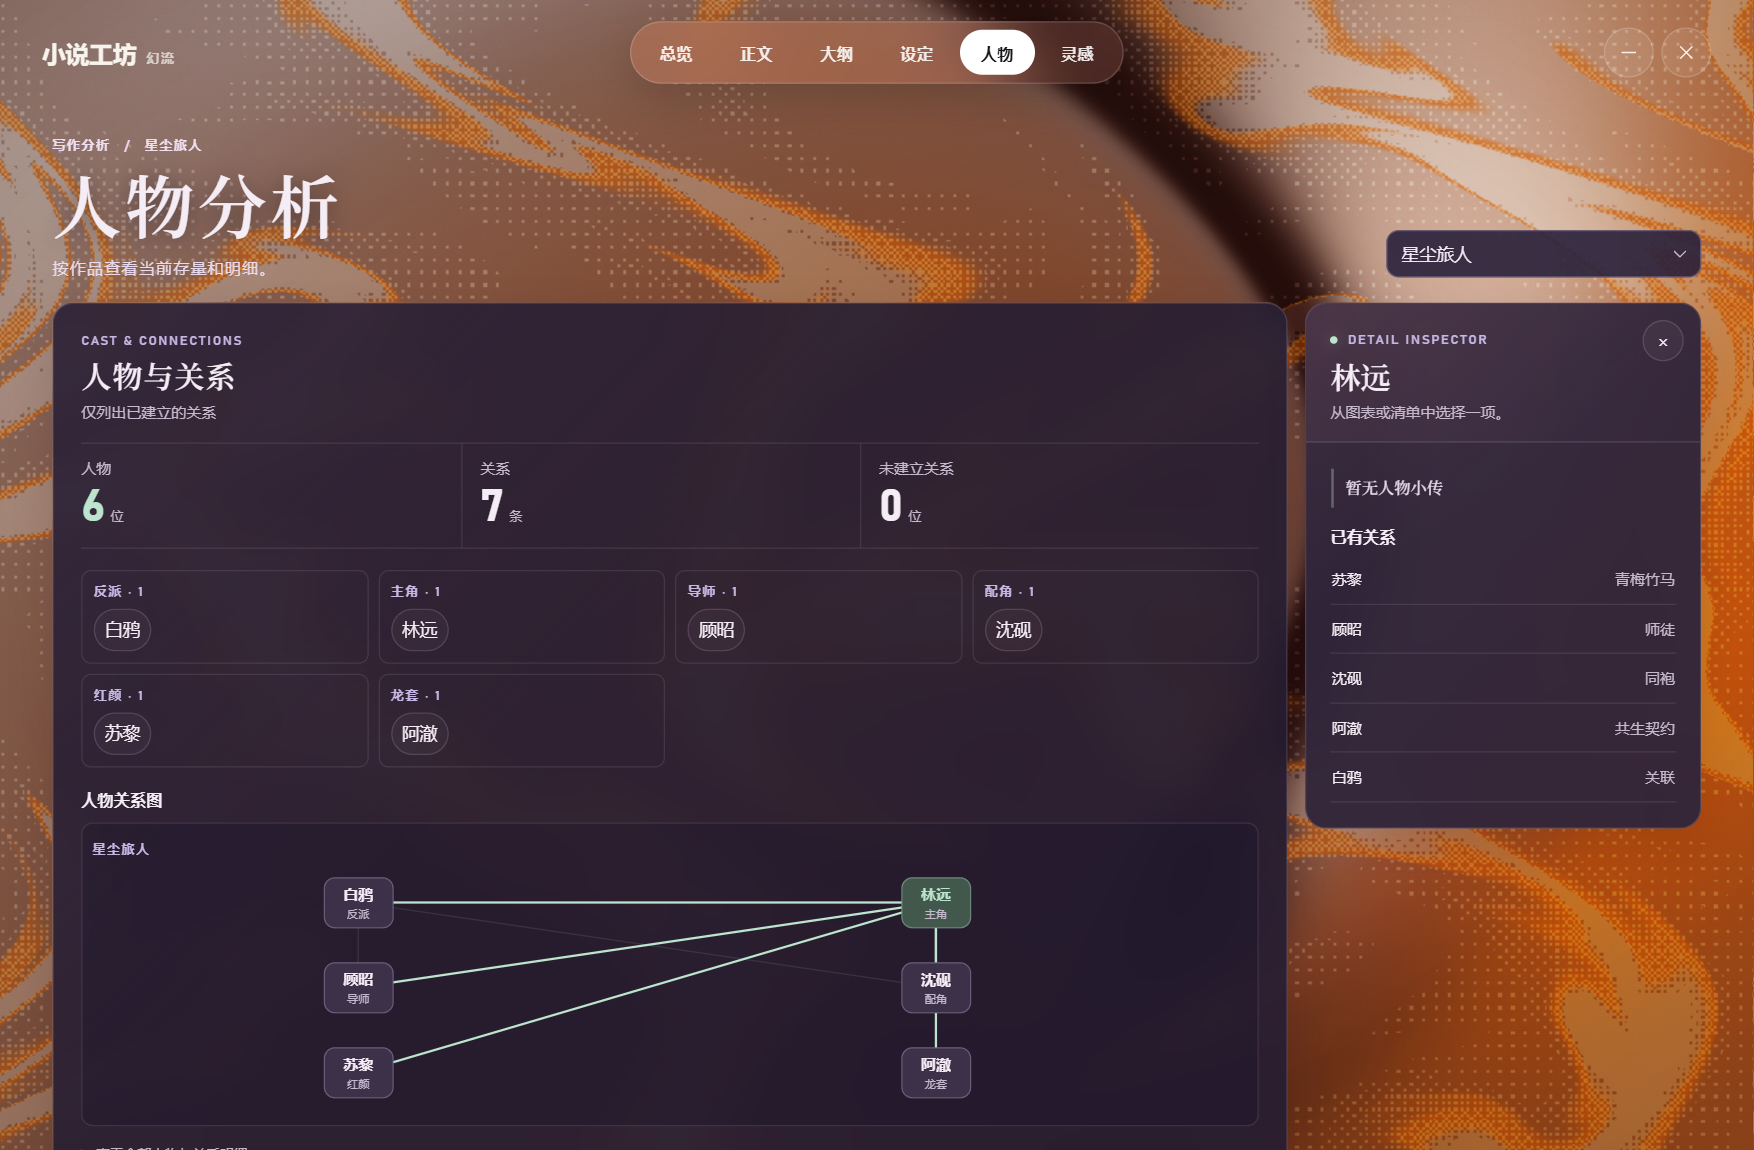 小说工坊 幻流
总览 正文 大纲 设定 人物 灵感
写作分析 / 星尘旅人
人物分析
按作品查看当前存量和明细。
星尘旅人
CAST & CONNECTIONS
人物与关系
仅列出已建立的关系
人物
6 位
关系
7 条
未建立关系
0 位
反派 · 1
白鸦
主角 · 1
林远
导师 · 1
顾昭
配角 · 1
沈砚
红颜 · 1
苏黎
龙套 · 1
阿澈
人物关系图
星尘旅人
白鸦
反派
林远
主角
顾昭
导师
沈砚
配角
苏黎
红颜
阿澈
龙套
DETAIL INSPECTOR
林远
从图表或清单中选择一项。
暂无人物小传
已有关系
苏黎 青梅竹马
顾昭 师徒
沈砚 同袍
阿澈 共生契约
白鸦 关联